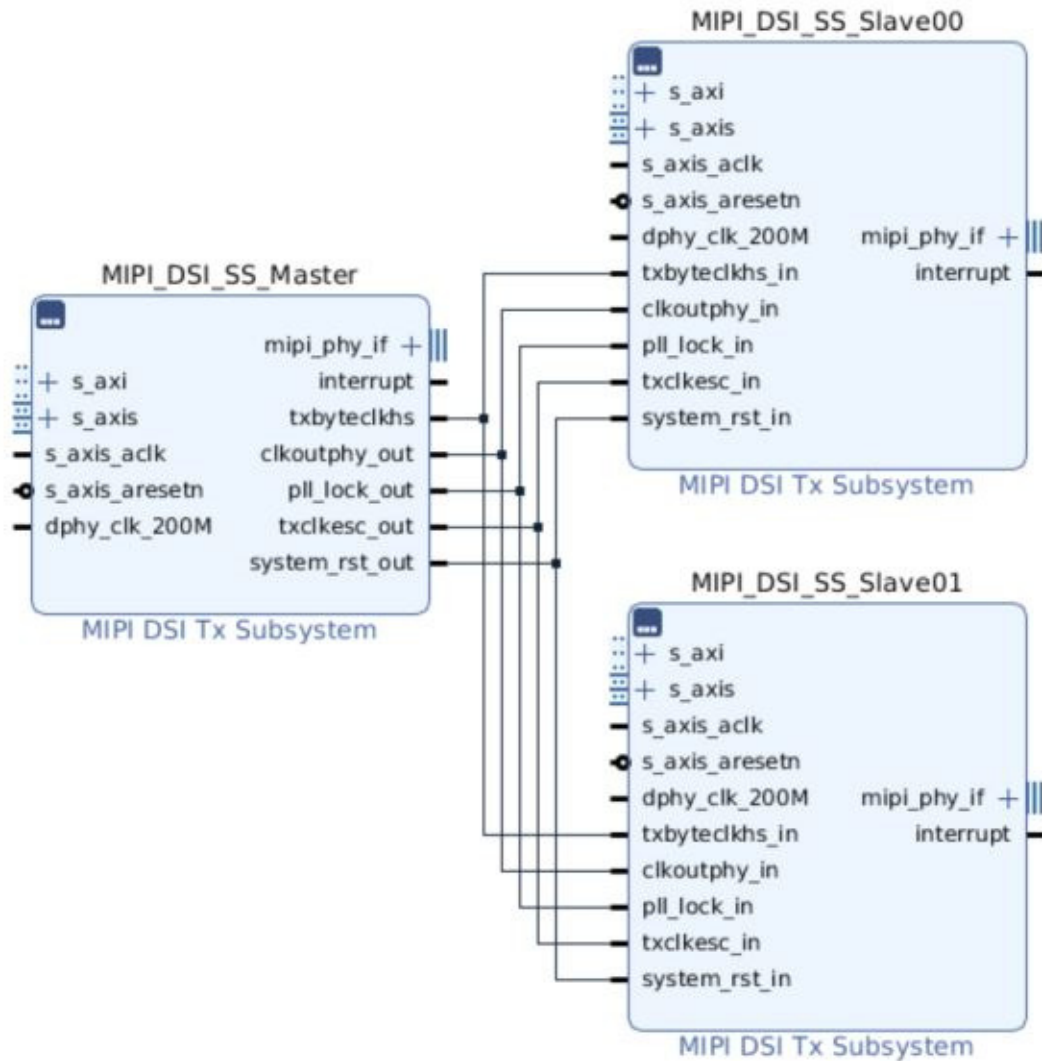 MIPI_DSI_SS_Slave00
s_axi
s_axis
s_axis_aclk
s_axis_aresetn
dphy_clk_200M
mipi_phy_if
txbyteclkhs_in
interrupt
clkoutphy_in
pll_lock_in
txclkesc_in
system_rst_in
MIPI DSI Tx Subsystem
MIPI_DSI_SS_Master
mipi_phy_if
s_axi
interrupt
s_axis
txbyteclkhs
s_axis_aclk
clkoutphy_out
s_axis_aresetn
pll_lock_out
dphy_clk_200M
txclkesc_out
system_rst_out
MIPI DSI Tx Subsystem
MIPI_DSI_SS_Slave01
s_axi
s_axis
s_axis_aclk
s_axis_aresetn
dphy_clk_200M
mipi_phy_if
txbyteclkhs_in
interrupt
clkoutphy_in
pll_lock_in
txclkesc_in
system_rst_in
MIPI DSI Tx Subsystem